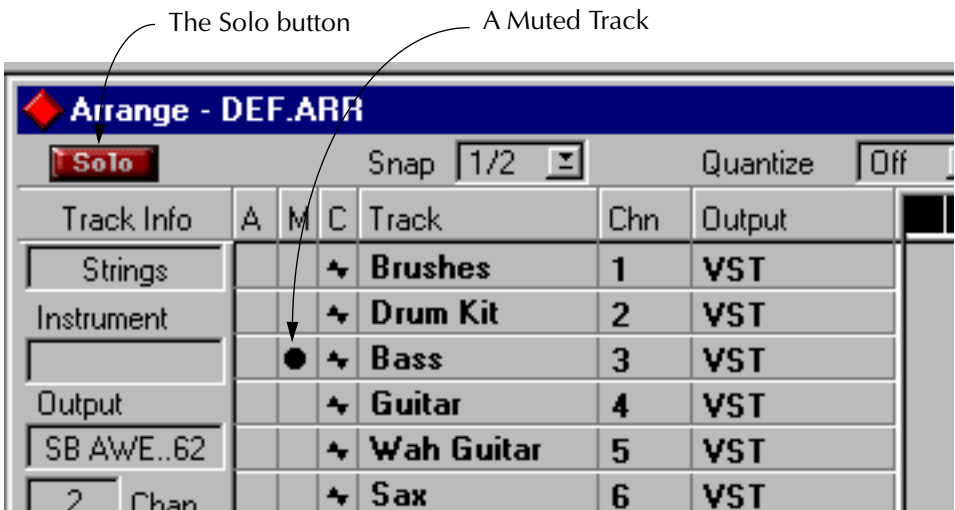 The Solo button
A Muted Track
Arrange - DEF.ARR
Solo Snap 1/2 Quantize Off
Track Info A M C Track Chn Output
Strings Brushes 1 VST
Instrument Drum Kit 2 VST
Bass 3 VST
Output Guitar 4 VST
SB AWE..62 Wah Guitar 5 VST
2 Chan Sax 6 VST